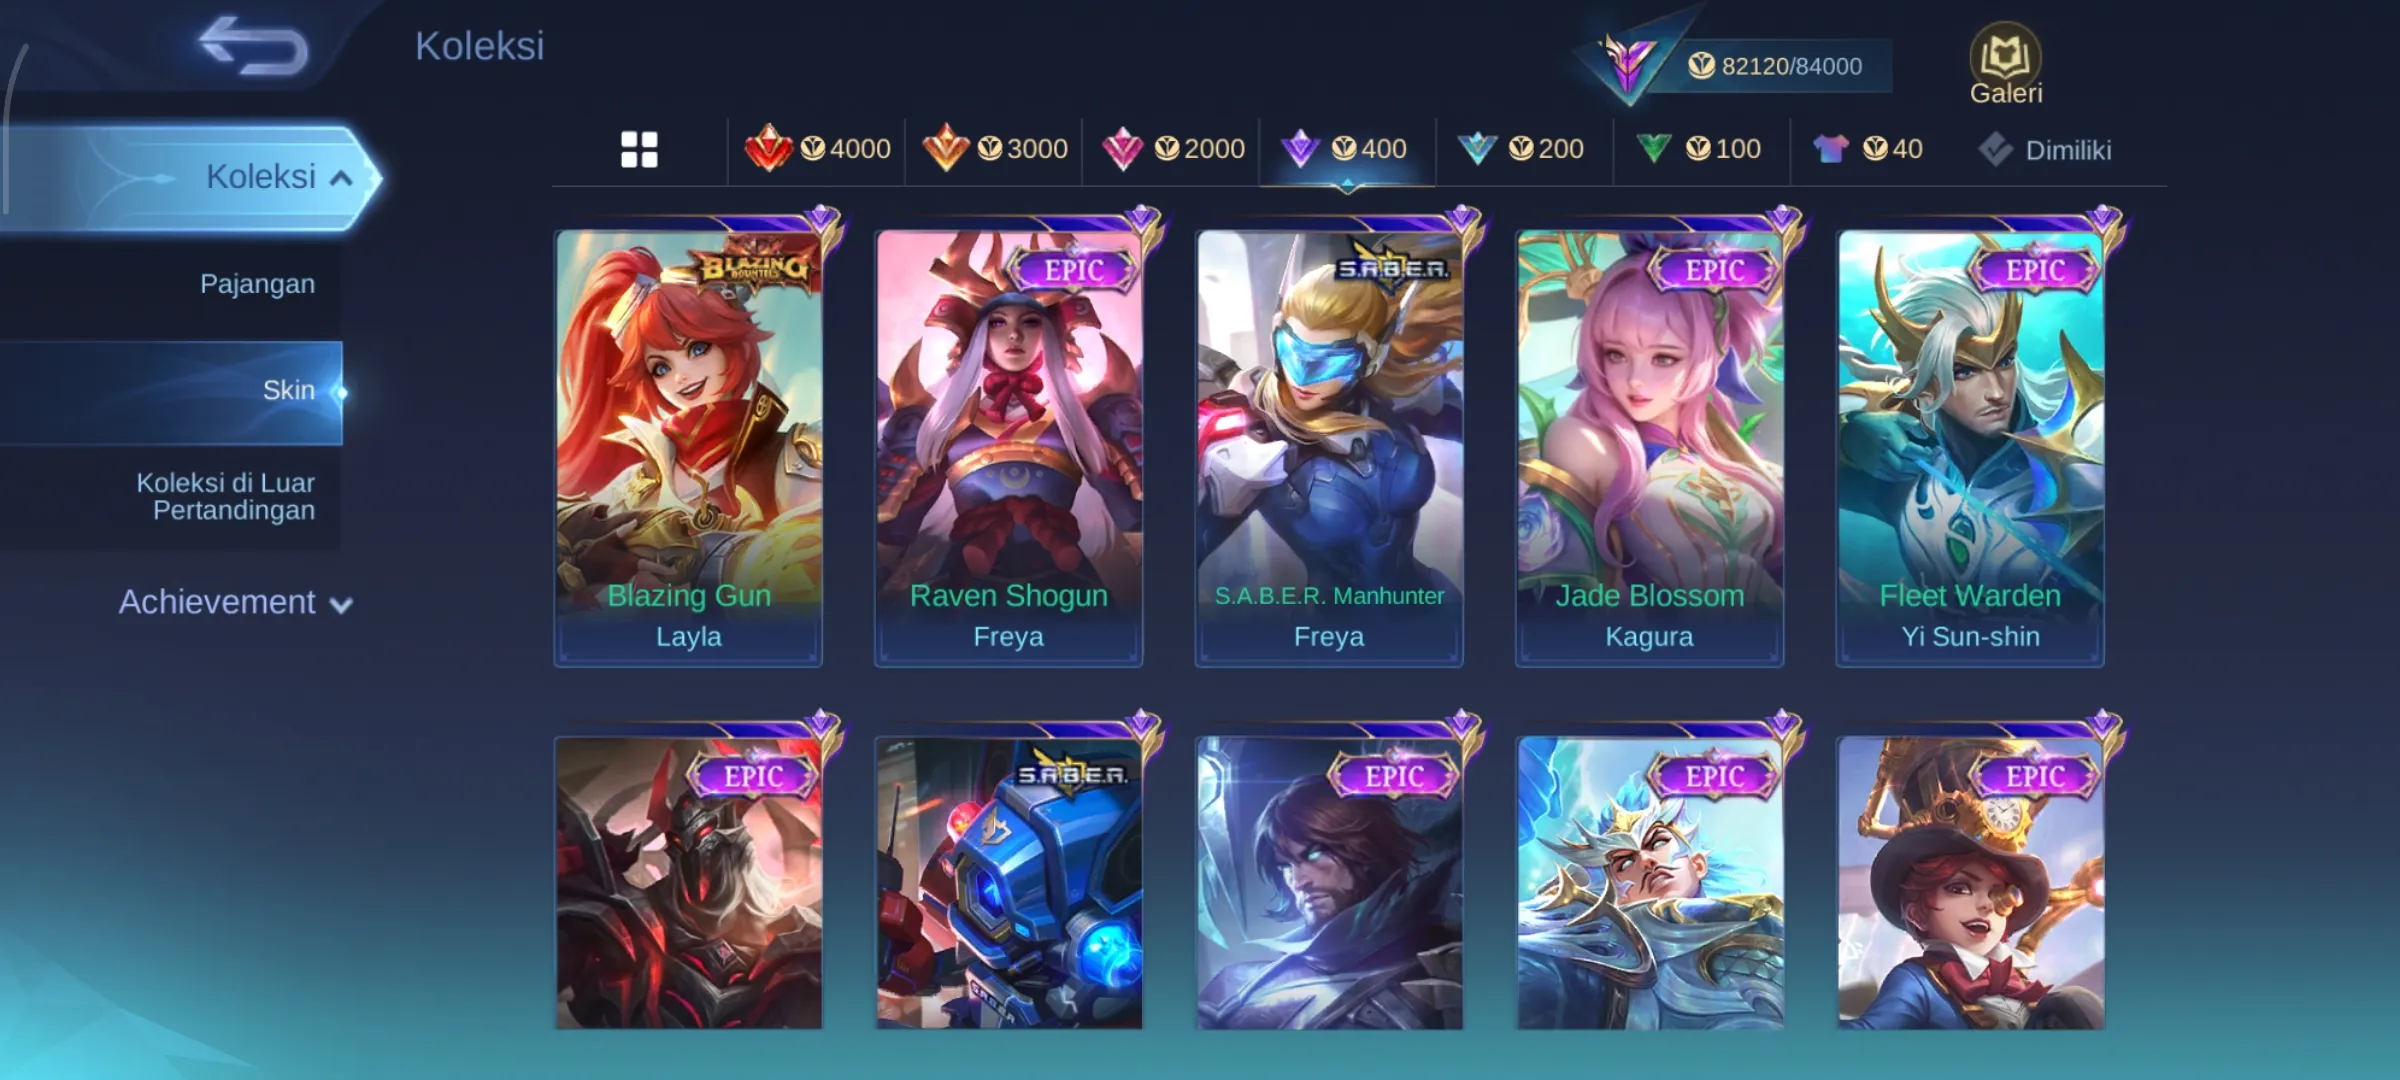 Koleksi
82120/84000
Galeri
4000
3000
2000
400
200
100
40
Dimiliki
Koleksi
Pajangan
Skin
Koleksi di Luar
Pertandingan
Achievement
BLAZING
BOUNTIES
Blazing Gun
Layla
EPIC
Raven Shogun
Freya
S.A.B.E.R.
S.A.B.E.R. Manhunter
Freya
EPIC
Jade Blossom
Kagura
EPIC
Fleet Warden
Yi Sun-shin
EPIC
S.A.B.E.R.
EPIC
EPIC
EPIC